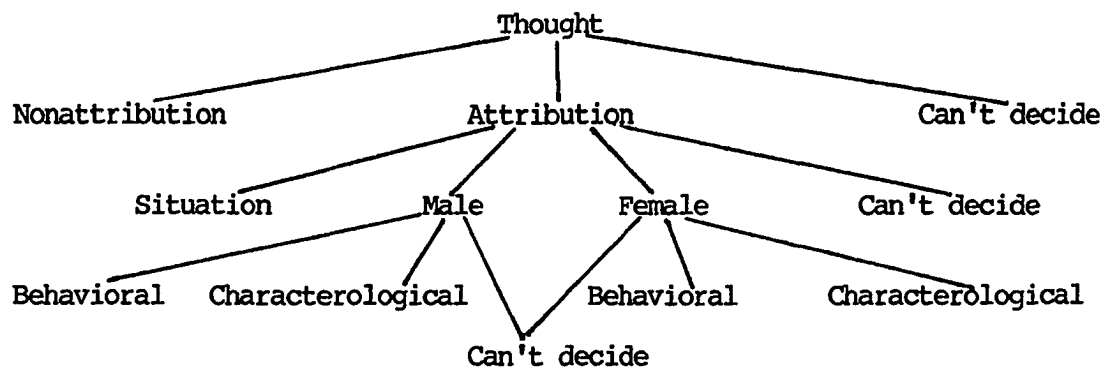 Thought
Nonattribution Attribution Can't decide
Situation Male Female Can't decide
Behavioral Characterological Behavioral Characterological
Can't decide